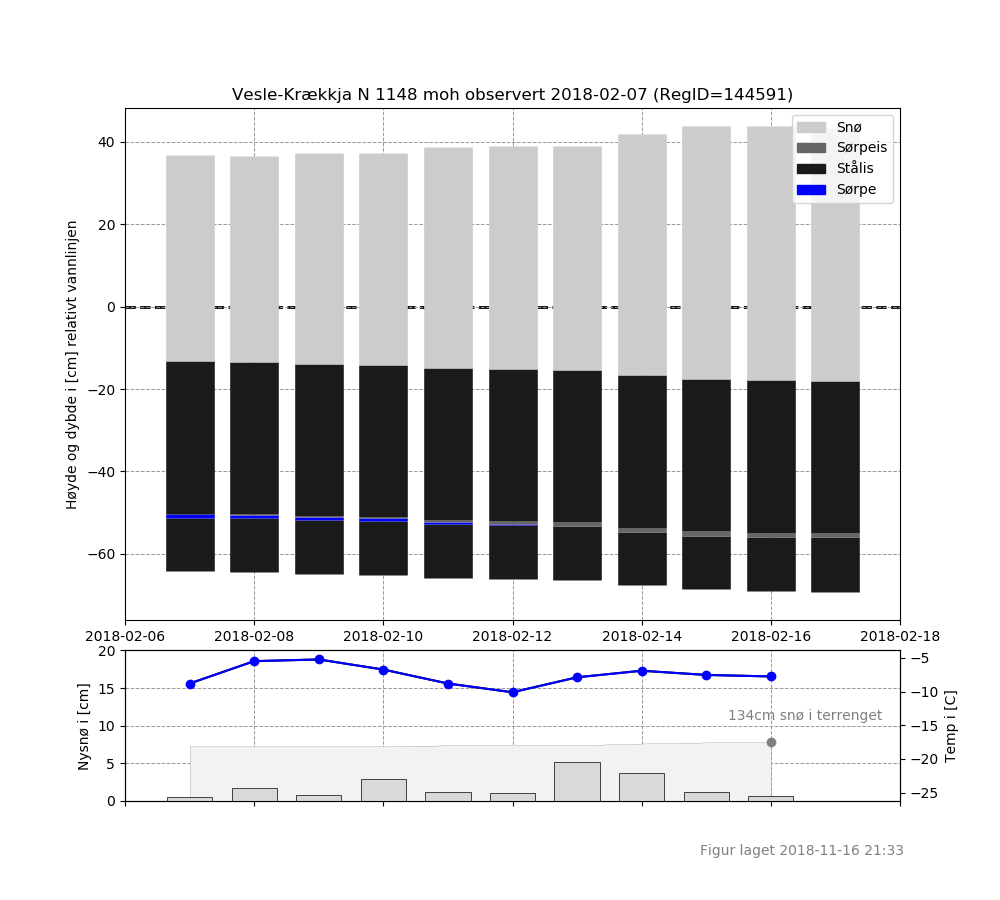 Vesle-Krækkja N 1148 moh observert 2018-02-07 (RegID=144591)
Snø
Sørpeis
Stålis
Sørpe
Høyde og dybde i [cm] relativt vannlinjen
40
20
0
−20
−40
−60
2018-02-06
2018-02-08
2018-02-10
2018-02-12
2018-02-14
2018-02-16
2018-02-18
Nysnø i [cm]
20
15
10
5
0
134cm snø i terrenget
−5
−10
−15
−20
−25
Temp i [C]
Figur laget 2018-11-16 21:33